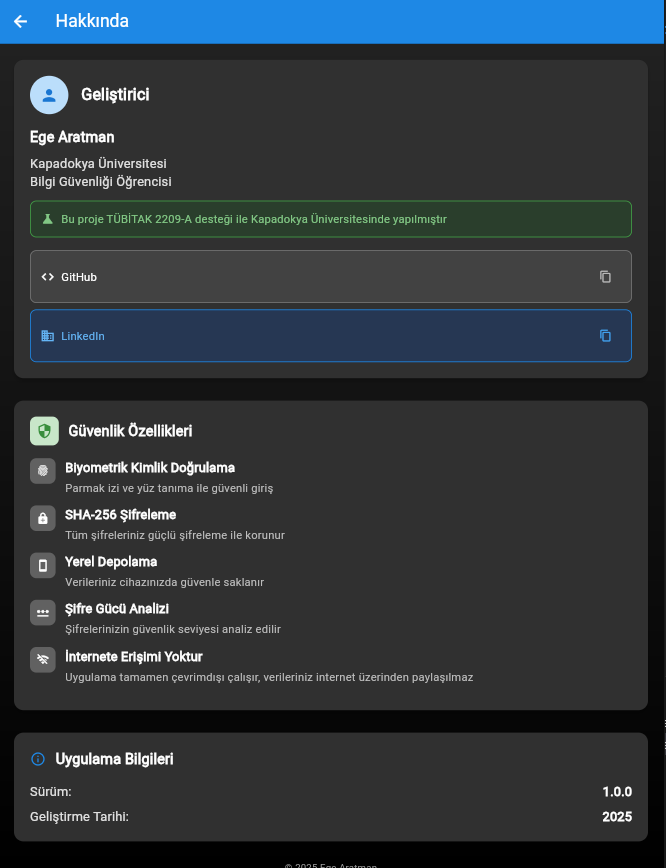 Hakkında
Geliştirici
Ege Aratman
Kapadokya Üniversitesi
Bilgi Güvenliği Öğrencisi
Bu proje TÜBİTAK 2209-A desteği ile Kapadokya Üniversitesinde yapılmıştır
GitHub
LinkedIn
Güvenlik Özellikleri
Biyometrik Kimlik Doğrulama
Parmak izi ve yüz tanıma ile güvenli giriş
SHA-256 Şifreleme
Tüm şifreleriniz güçlü şifreleme ile korunur
Yerel Depolama
Verileriniz cihazınızda güvenle saklanır
Şifre Gücü Analizi
Şifrelerinizin güvenlik seviyesi analiz edilir
İnternete Erişimi Yoktur
Uygulama tamamen çevrimdışı çalışır, verileriniz internet üzerinden paylaşılmaz
Uygulama Bilgileri
Sürüm: 1.0.0
Geliştirme Tarihi: 2025
© 2025 Ege Aratman